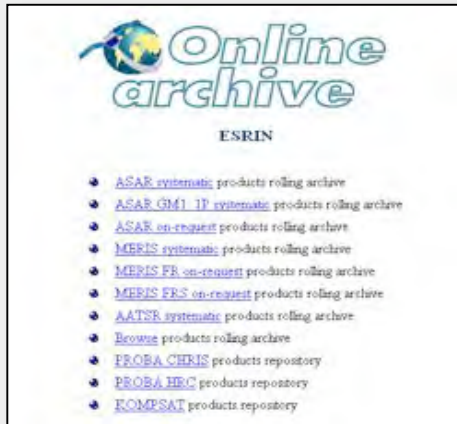 Online
archive
ESRIN
ASAR systematic products rolling archive
ASAR GM1_1P systematic products rolling archive
ASAR on-request products rolling archive
MERIS systematic products rolling archive
MERIS FR on-request products rolling archive
MERIS FRS on-request products rolling archive
AATSR systematic products rolling archive
Browse products rolling archive
PROBA CHRIS products repository
PROBA HRC products repository
KOMPSAT products repository